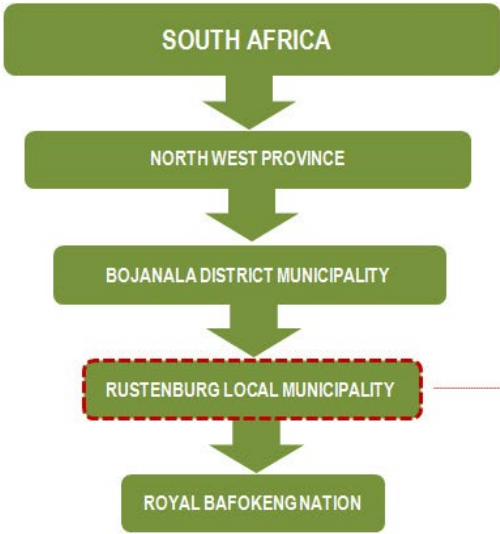 SOUTH AFRICA
NORTH WEST PROVINCE
BOJANALA DISTRICT MUNICIPALITY
RUSTENBURG LOCAL MUNICIPALITY
ROYAL BAFOKENG NATION